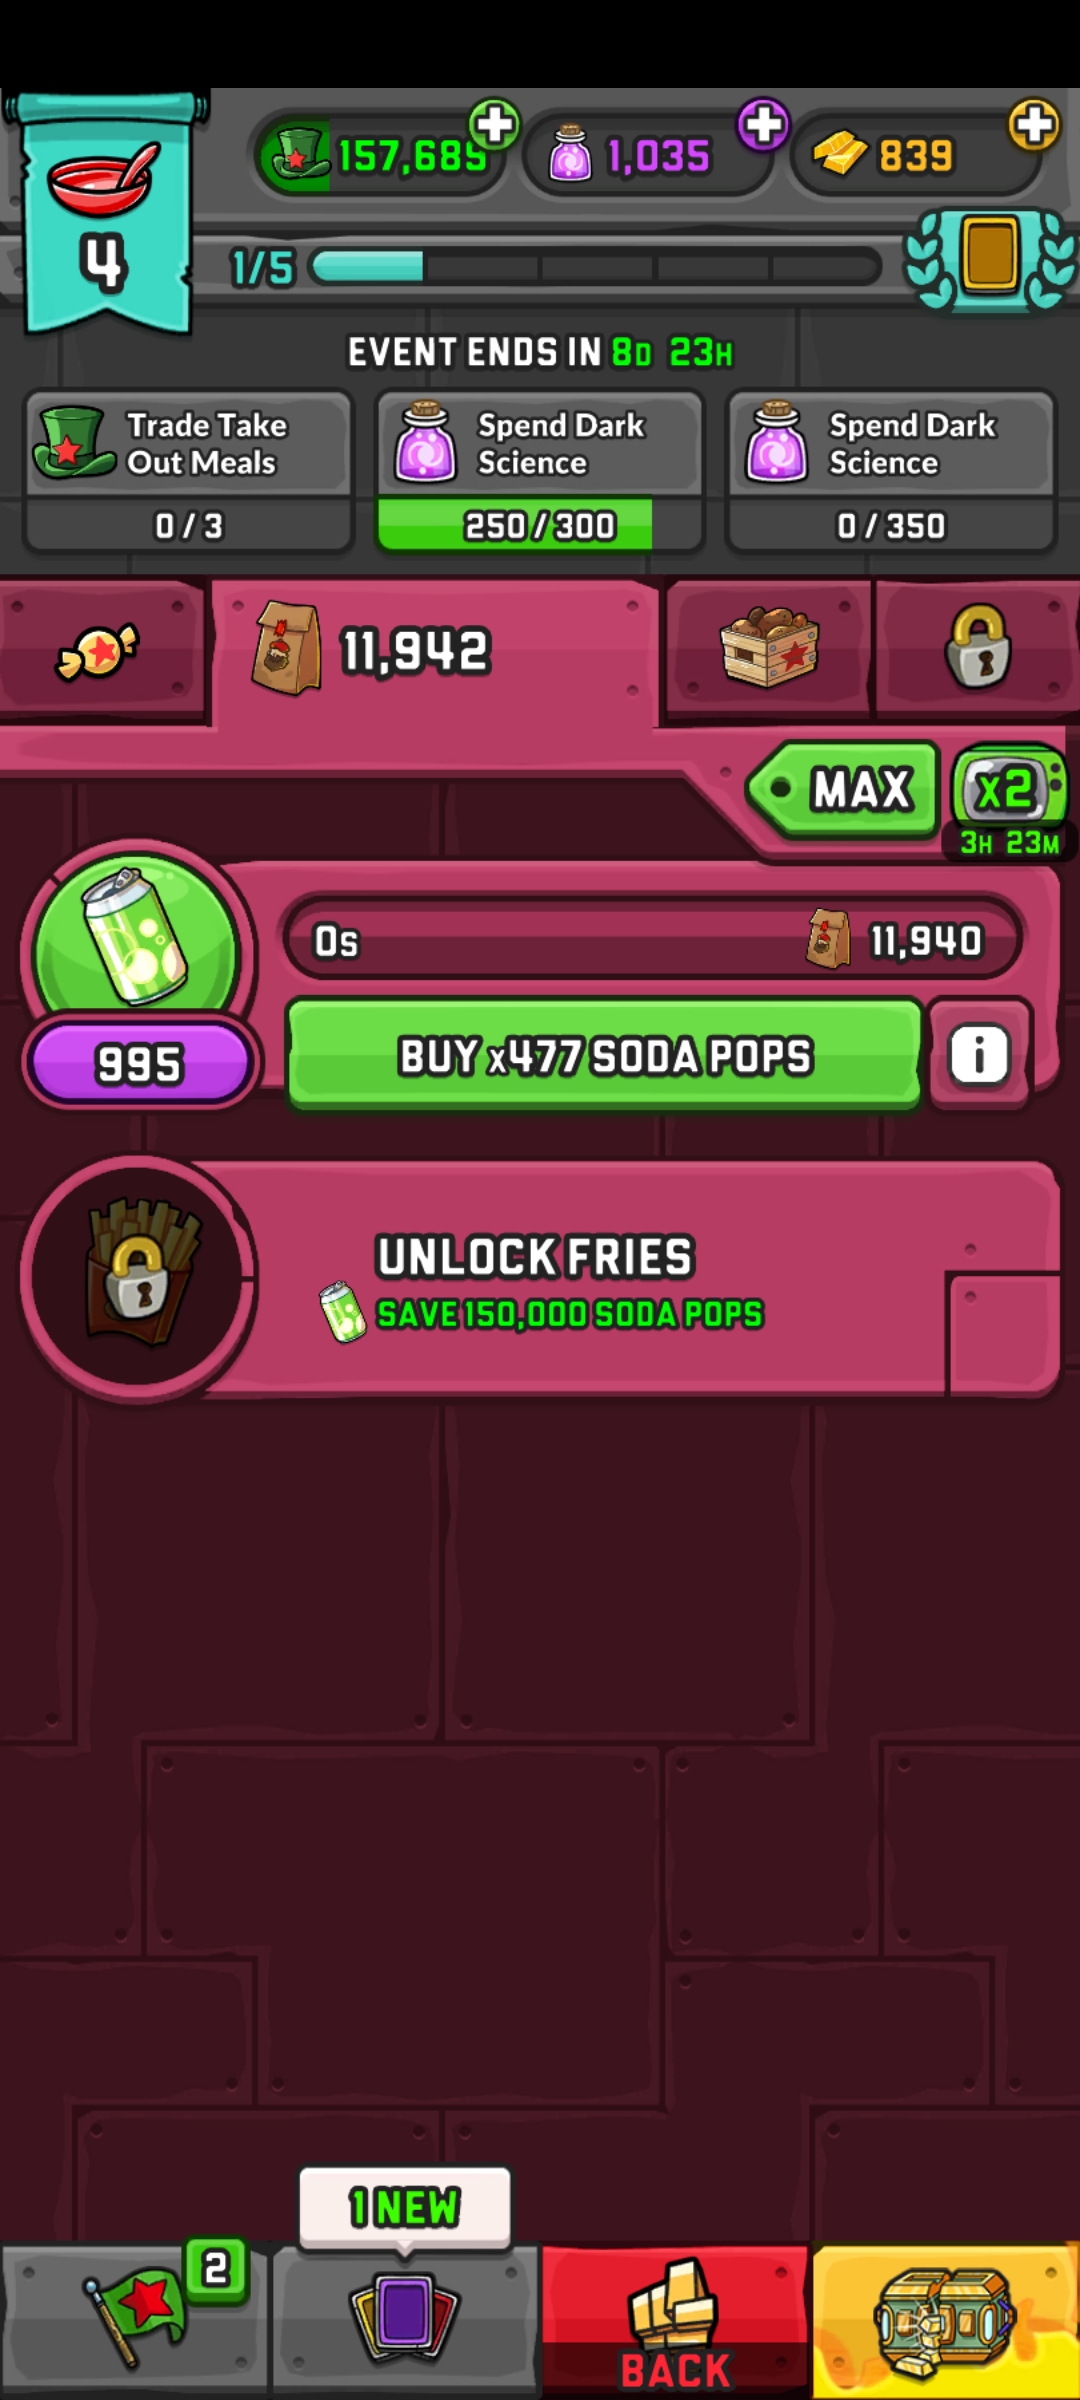 157,689
1,035
839
4
1/5
EVENT ENDS IN 8D 23H
Trade Take
Out Meals
0 / 3
Spend Dark
Science
250 / 300
Spend Dark
Science
0 / 350
11,942
MAX
x2
3H 23M
0s
11,940
995
BUY x477 SODA POPS
i
UNLOCK FRIES
SAVE 150,000 SODA POPS
1 NEW
2
BACK